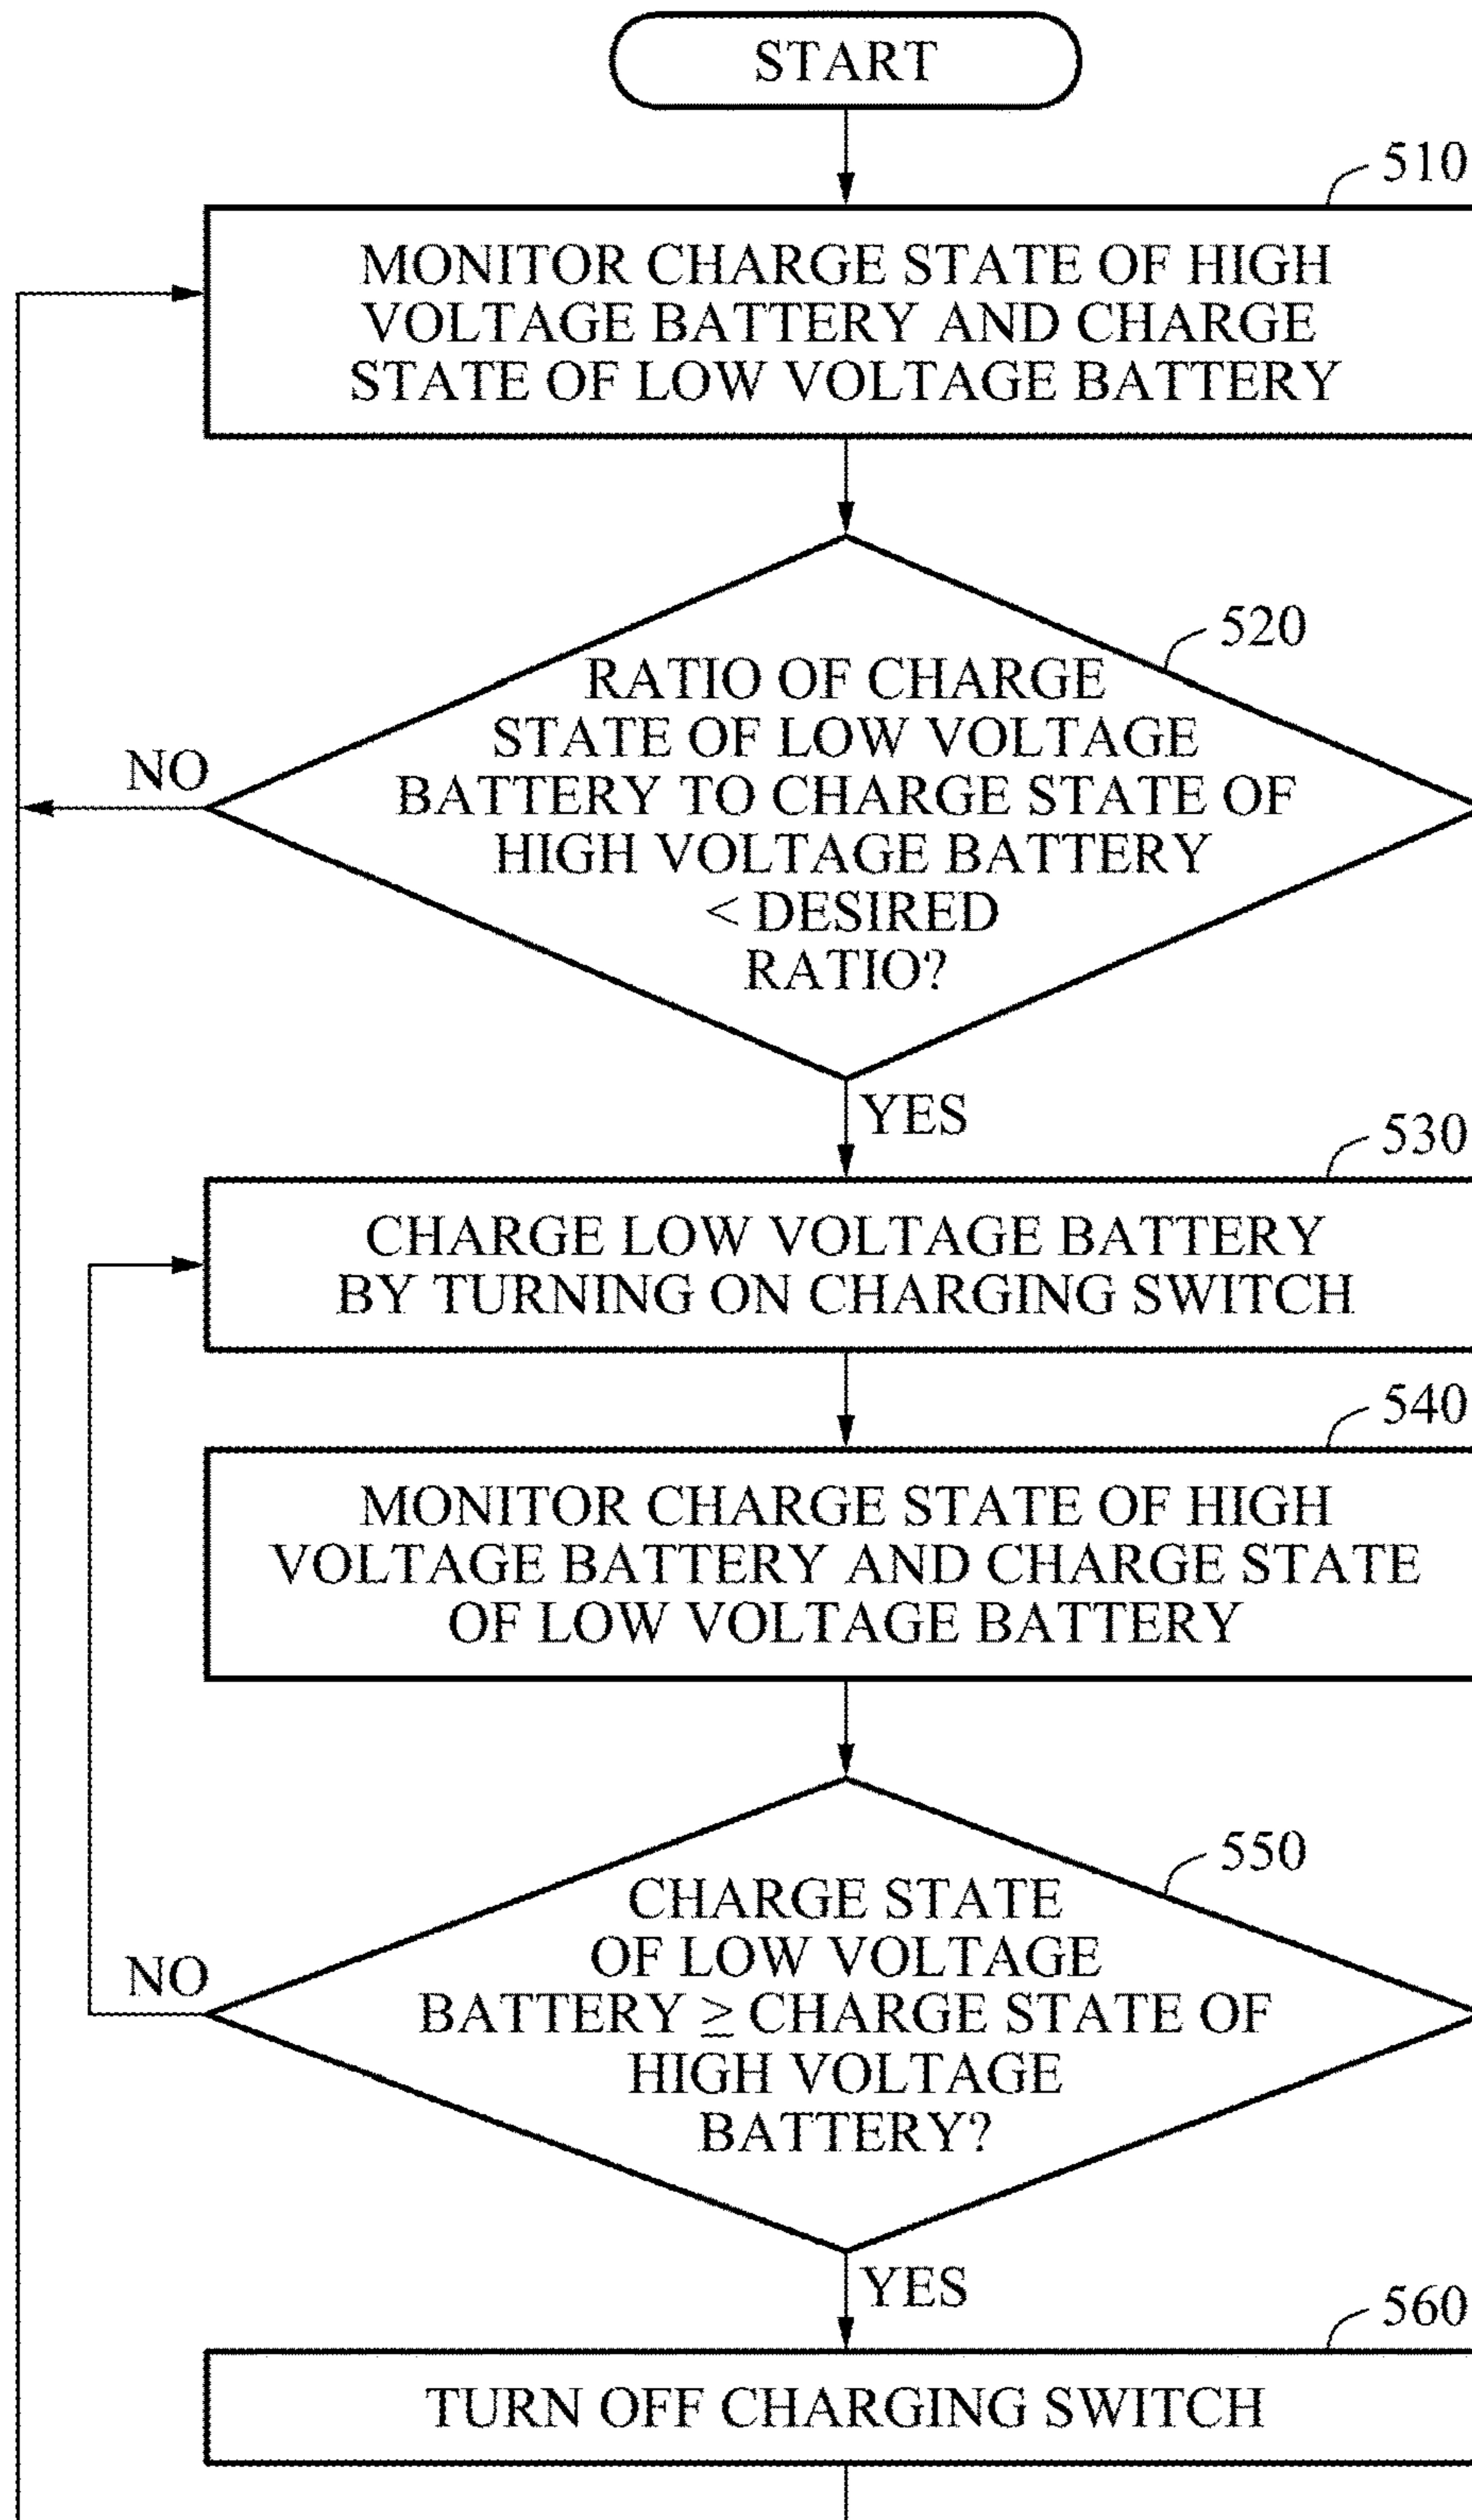 START
510
MONITOR CHARGE STATE OF HIGH
VOLTAGE BATTERY AND CHARGE
STATE OF LOW VOLTAGE BATTERY
520
RATIO OF CHARGE
STATE OF LOW VOLTAGE
BATTERY TO CHARGE STATE OF
HIGH VOLTAGE BATTERY
< DESIRED
RATIO?
NO
YES
530
CHARGE LOW VOLTAGE BATTERY
BY TURNING ON CHARGING SWITCH
540
MONITOR CHARGE STATE OF HIGH
VOLTAGE BATTERY AND CHARGE STATE
OF LOW VOLTAGE BATTERY
550
CHARGE STATE
OF LOW VOLTAGE
BATTERY ≥ CHARGE STATE OF
HIGH VOLTAGE
BATTERY?
NO
YES
560
TURN OFF CHARGING SWITCH